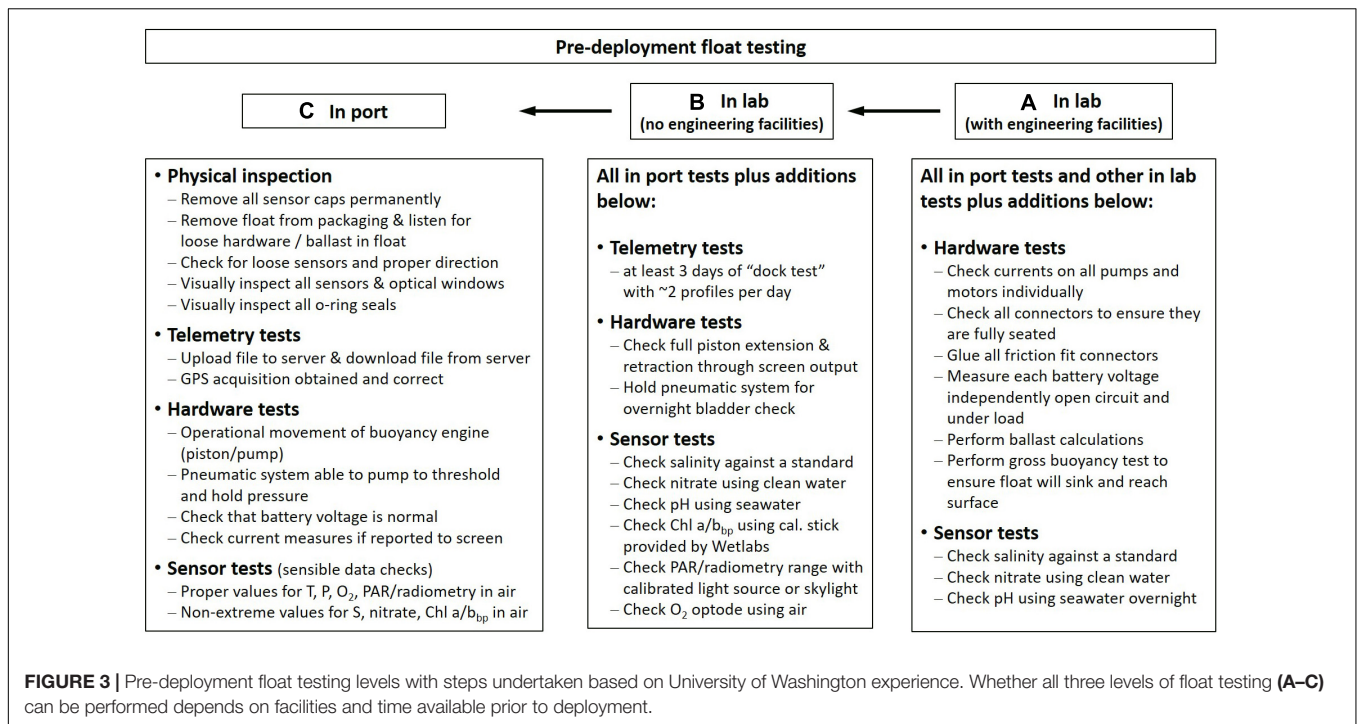 Pre-deployment float testing
C In port
B In lab
(no engineering facilities)
A In lab
(with engineering facilities)
• Physical inspection
– Remove all sensor caps permanently
– Remove float from packaging & listen for
loose hardware / ballast in float
– Check for loose sensors and proper direction
– Visually inspect all sensors & optical windows
– Visually inspect all o-ring seals
• Telemetry tests
– Upload file to server & download file from server
– GPS acquisition obtained and correct
• Hardware tests
– Operational movement of buoyancy engine
(piston/pump)
– Pneumatic system able to pump to threshold
and hold pressure
– Check that battery voltage is normal
– Check current measures if reported to screen
• Sensor tests (sensible data checks)
– Proper values for T, P, O₂, PAR/radiometry in air
– Non-extreme values for S, nitrate, Chl a/bbp in air
All in port tests plus additions
below:
• Telemetry tests
– at least 3 days of “dock test”
with ~2 profiles per day
• Hardware tests
– Check full piston extension &
retraction through screen output
– Hold pneumatic system for
overnight bladder check
• Sensor tests
– Check salinity against a standard
– Check nitrate using clean water
– Check pH using seawater
– Check Chl a/bbp using cal. stick
provided by Wetlabs
– Check PAR/radiometry range with
calibrated light source or skylight
– Check O₂ optode using air
All in port tests and other in lab
tests plus additions below:
• Hardware tests
– Check currents on all pumps and
motors individually
– Check all connectors to ensure they
are fully seated
– Glue all friction fit connectors
– Measure each battery voltage
independently open circuit and
under load
– Perform ballast calculations
– Perform gross buoyancy test to
ensure float will sink and reach
surface
• Sensor tests
– Check salinity against a standard
– Check nitrate using clean water
– Check pH using seawater overnight
FIGURE 3 | Pre-deployment float testing levels with steps undertaken based on University of Washington experience. Whether all three levels of float testing (A–C)
can be performed depends on facilities and time available prior to deployment.